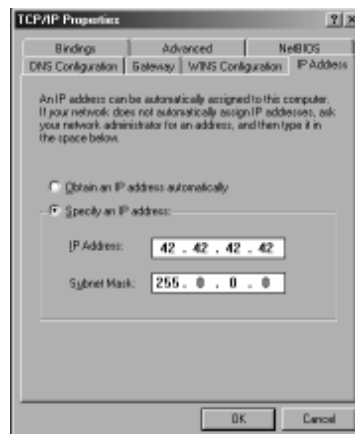 TCP/IP Properties
Bindings Advanced NetBIOS
DNS Configuration Gateway WINS Configuration IP Address
An IP address can be automatically assigned to this computer.
If your network does not automatically assign IP addresses, ask
your network administrator for an address, and then type it in
the space below.
Obtain an IP address automatically
Specify an IP address:
IP Address: 42 . 42 . 42 . 42
Subnet Mask: 255 . 0 . 0 . 0
OK Cancel